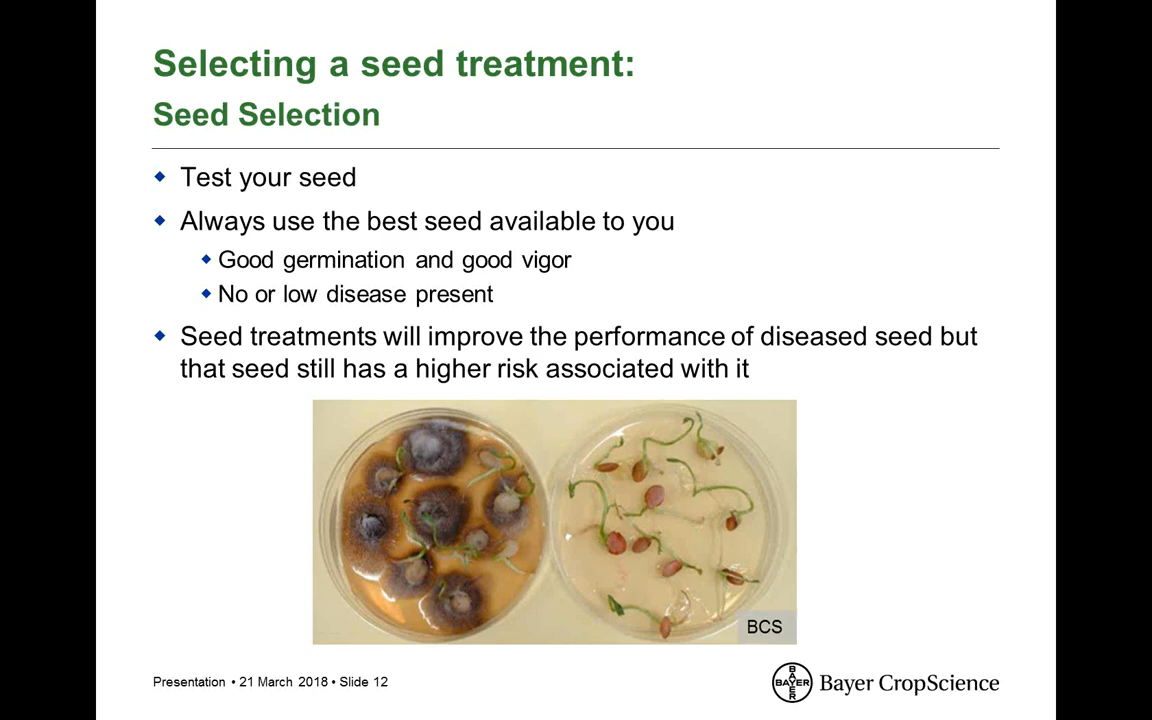 Selecting a seed treatment:
Seed Selection
Test your seed
Always use the best seed available to you
Good germination and good vigor
No or low disease present
Seed treatments will improve the performance of diseased seed but
that seed still has a higher risk associated with it
BCS
Presentation • 21 March 2018 • Slide 12
BAYER
BAYER
Bayer CropScience